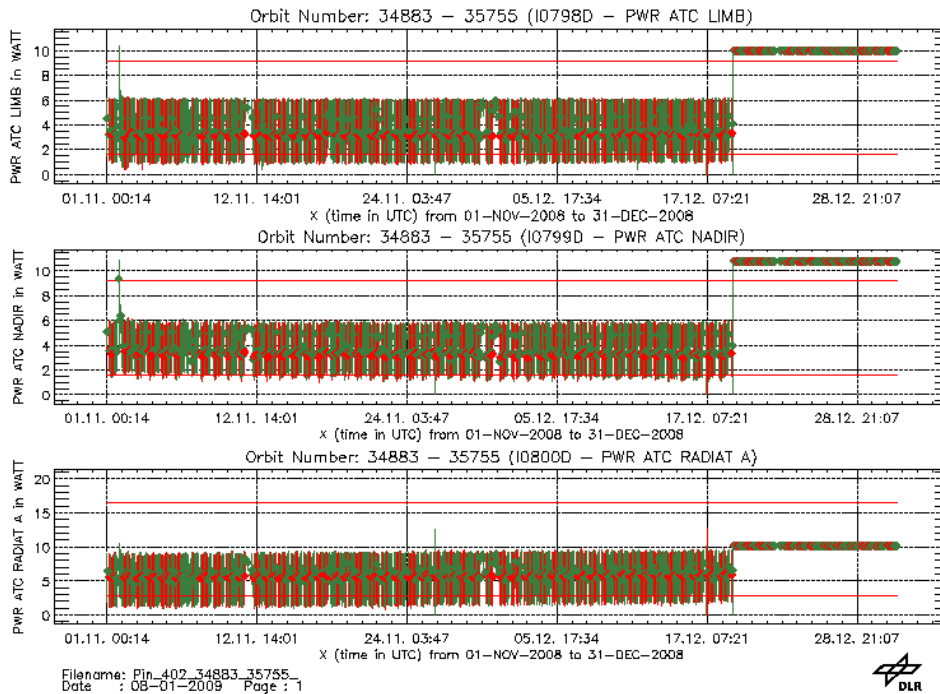 Orbit Number: 34883 – 35755 (I0798D – PWR ATC LIMB)
PWR ATC LIMB in WATT
10
8
6
4
2
0
01.11. 00:14 12.11. 14:01 24.11. 03:47 05.12. 17:34 17.12. 07:21 28.12. 21:07
X (time in UTC) from 01–NOV–2008 to 31–DEC–2008
Orbit Number: 34883 – 35755 (I0799D – PWR ATC NADIR)
PWR ATC NADIR in WATT
10
8
6
4
2
0
01.11. 00:14 12.11. 14:01 24.11. 03:47 05.12. 17:34 17.12. 07:21 28.12. 21:07
X (time in UTC) from 01–NOV–2008 to 31–DEC–2008
Orbit Number: 34883 – 35755 (I0800D – PWR ATC RADIAT A)
PWR ATC RADIAT A in WATT
20
15
10
5
0
01.11. 00:14 12.11. 14:01 24.11. 03:47 05.12. 17:34 17.12. 07:21 28.12. 21:07
X (time in UTC) from 01–NOV–2008 to 31–DEC–2008
Filename: Pin_402_34883_35755_
Date : 08–01–2009 Page : 1
DLR